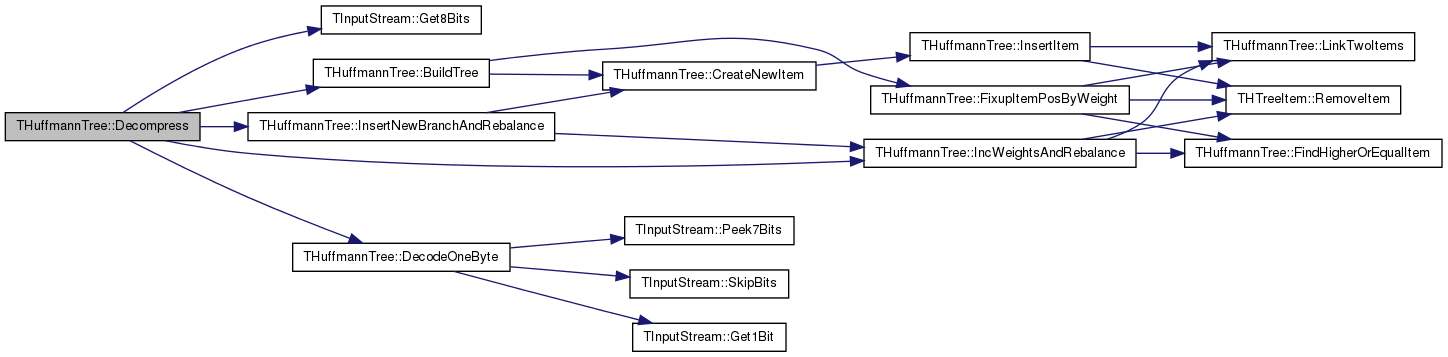 THuffmannTree::Decompress
TInputStream::Get8Bits
THuffmannTree::BuildTree
THuffmannTree::InsertNewBranchAndRebalance
THuffmannTree::DecodeOneByte
THuffmannTree::CreateNewItem
TInputStream::Peek7Bits
TInputStream::SkipBits
TInputStream::Get1Bit
THuffmannTree::InsertItem
THuffmannTree::FixupItemPosByWeight
THuffmannTree::IncWeightsAndRebalance
THuffmannTree::LinkTwoItems
THTreeItem::RemoveItem
THuffmannTree::FindHigherOrEqualItem